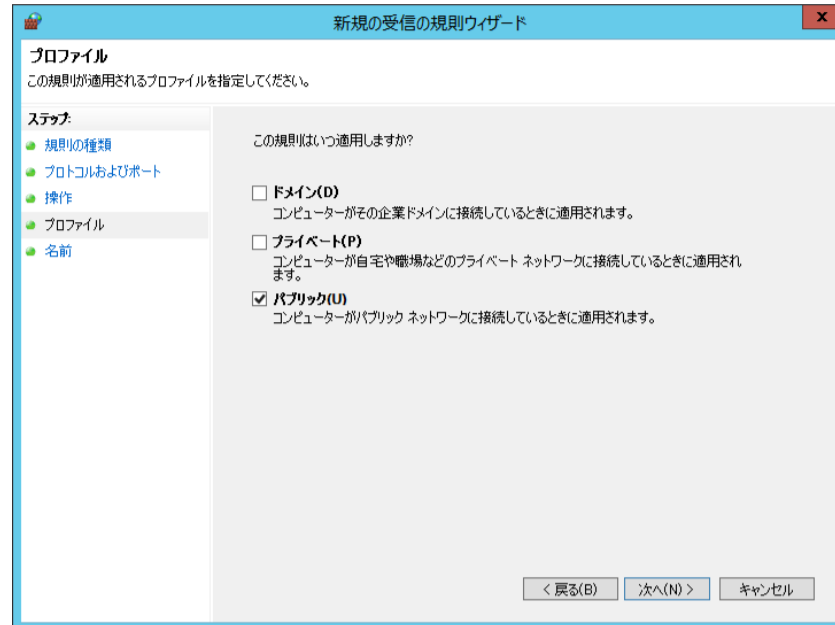 新規の受信の規則ウィザード
x
プロファイル
この規則が適用されるプロファイルを指定してください。
ステップ:
規則の種類
プロトコルおよびポート
操作
プロファイル
名前
この規則はいつ適用しますか?
ドメイン(D)
コンピューターがその企業ドメインに接続しているときに適用されます。
プライベート(P)
コンピューターが自宅や職場などのプライベート ネットワークに接続しているときに適用され
ます。
パブリック(U)
コンピューターがパブリック ネットワークに接続しているときに適用されます。
< 戻る(B)
次へ(N) >
キャンセル